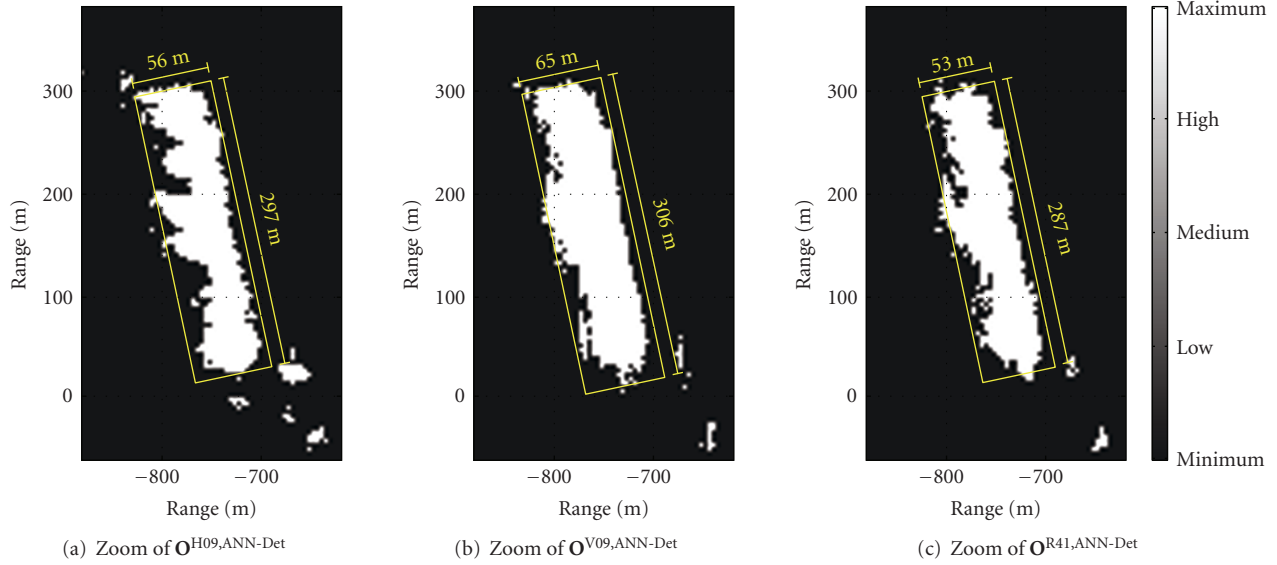 56 m
297 m
300
200
100
0
−800
−700
Range (m)
Range (m)
(a) Zoom of O^H09,ANN-Det
65 m
306 m
300
200
100
0
−800
−700
Range (m)
Range (m)
(b) Zoom of O^V09,ANN-Det
53 m
287 m
300
200
100
0
−800
−700
Range (m)
Range (m)
(c) Zoom of O^R41,ANN-Det
Maximum
High
Medium
Low
Minimum